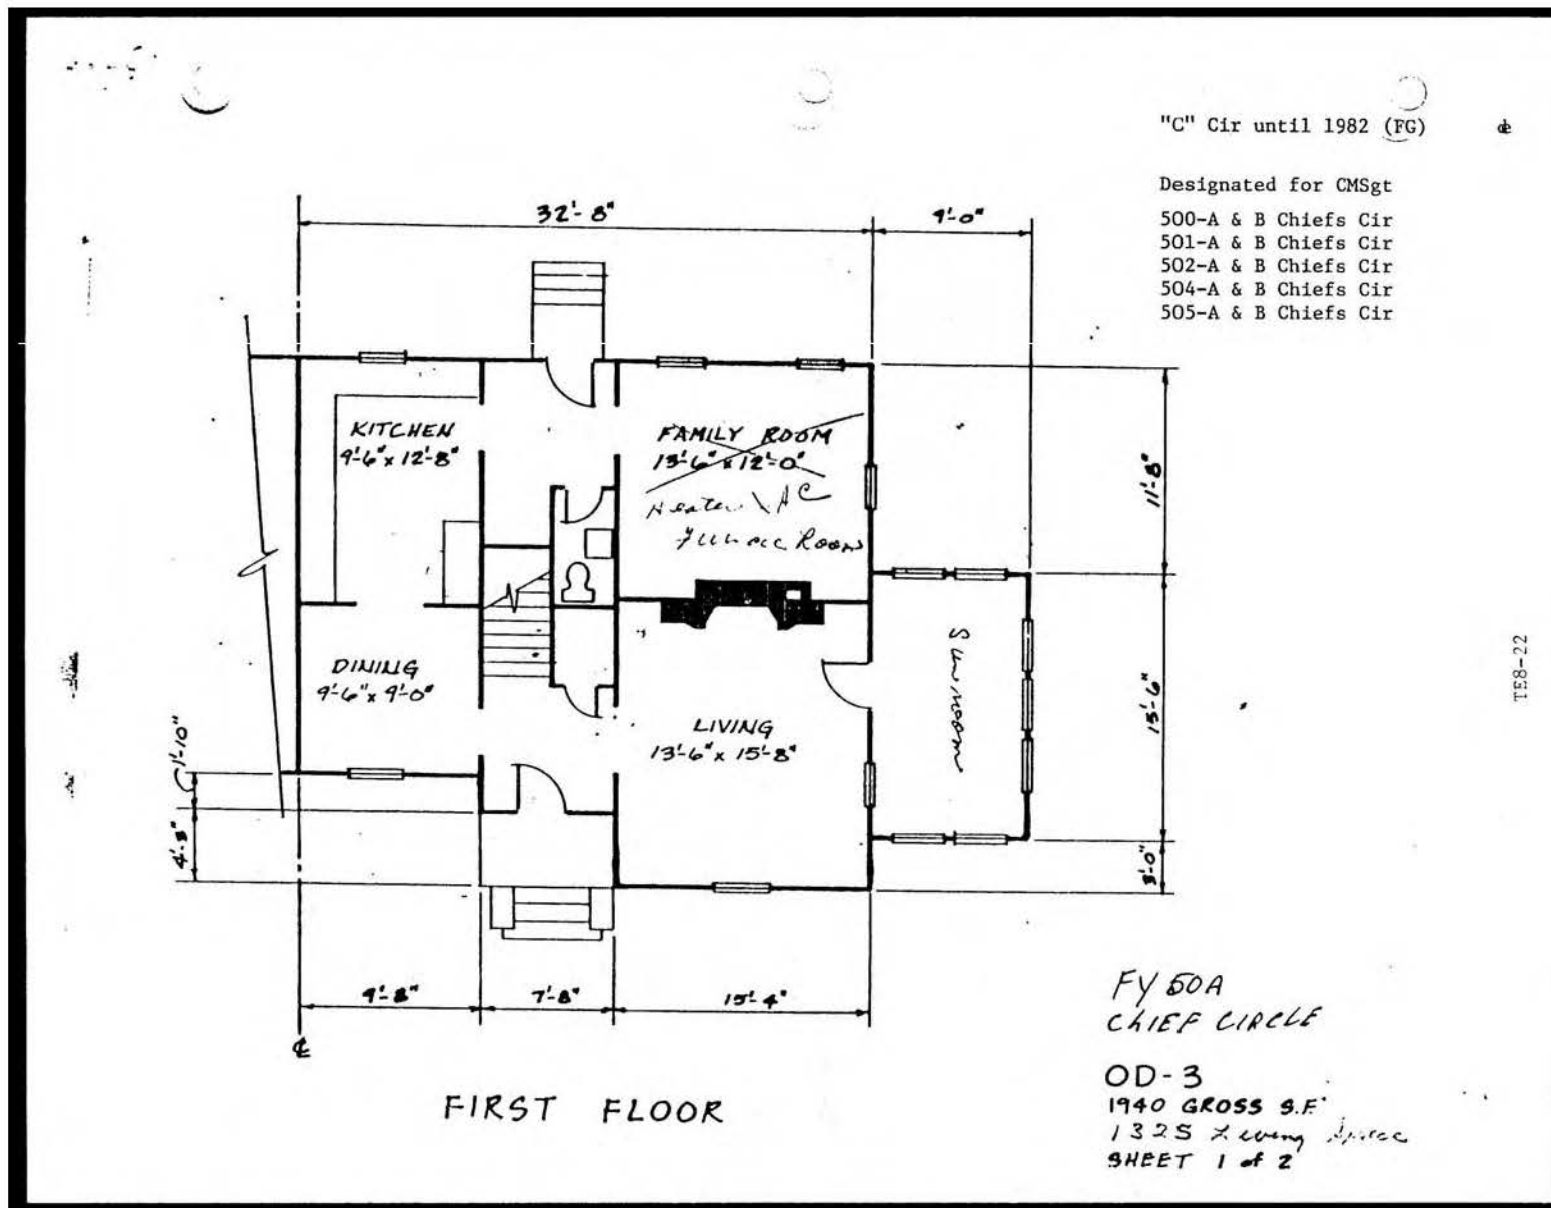 "C" Cir until 1982 (FG)
Designated for CMSgt
500-A & B Chiefs Cir
501-A & B Chiefs Cir
502-A & B Chiefs Cir
504-A & B Chiefs Cir
505-A & B Chiefs Cir
32'-8"
9'-0"
KITCHEN
9'-6" x 12'-8"
FAMILY ROOM
13'-6" x 12'-0"
Heater \ AC
Furnace Room
11'-8"
DINING
9'-6" x 9'-0"
LIVING
13'-6" x 15'-8"
Sunroom
15'-6"
TE8-22
1'-10"
4'-3"
3'-0"
9'-8"
7'-8"
15'-4"
FIRST FLOOR
FY 50A
CHIEF CIRCLE
OD-3
1940 GROSS S.F.
1325 Living Space
SHEET 1 of 2